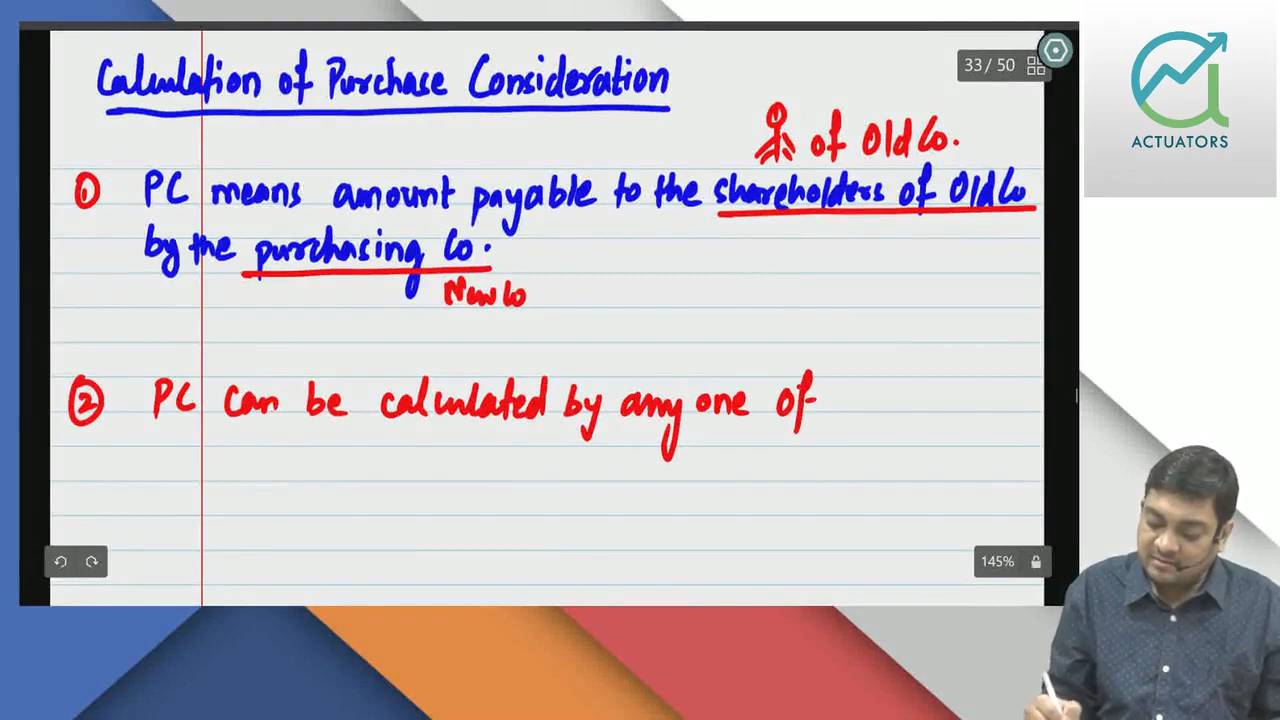 Calculation of Purchase Consideration
33 / 50
of Old Co.
① PC means amount payable to the shareholders of Old Co
by the purchasing Co.
New Co
② PC can be calculated by any one of
145%
ACTUATORS